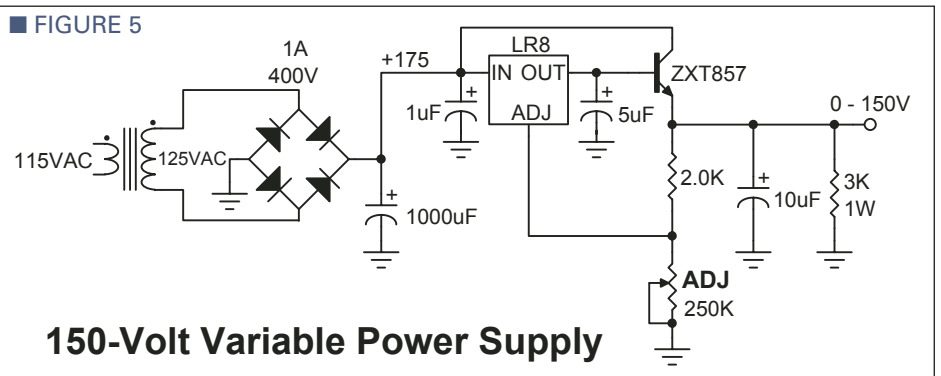 ■ FIGURE 5
1A
400V
+175
LR8
IN OUT
ADJ
ZXT857
1uF
+
+
5uF
0 - 150V
115VAC
125VAC
+
1000uF
2.0K
+
10uF
3K
1W
ADJ
250K
150-Volt Variable Power Supply